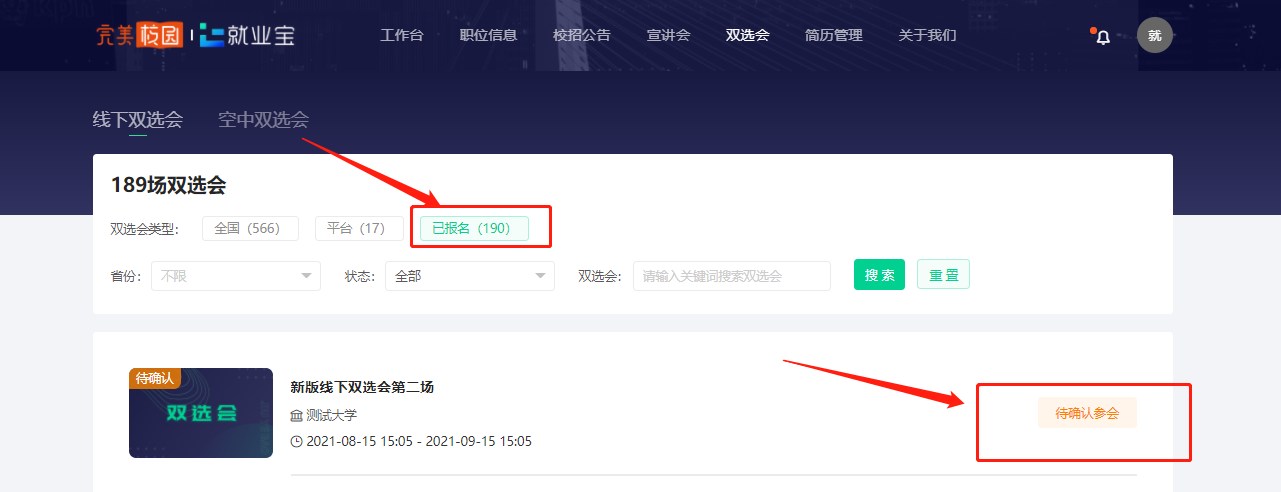 完美校园 就业宝 工作台 职位信息 校招公告 宣讲会 双选会 简历管理 关于我们 就
线下双选会 空中双选会
189场双选会
双选会类型: 全国（566） 平台（17） 已报名（190）
省份: 不限 状态: 全部 双选会: 请输入关键词搜索双选会 搜 索 重 置
待确认
双选会
新版线下双选会第二场
测试大学
2021-08-15 15:05 - 2021-09-15 15:05
待确认参会